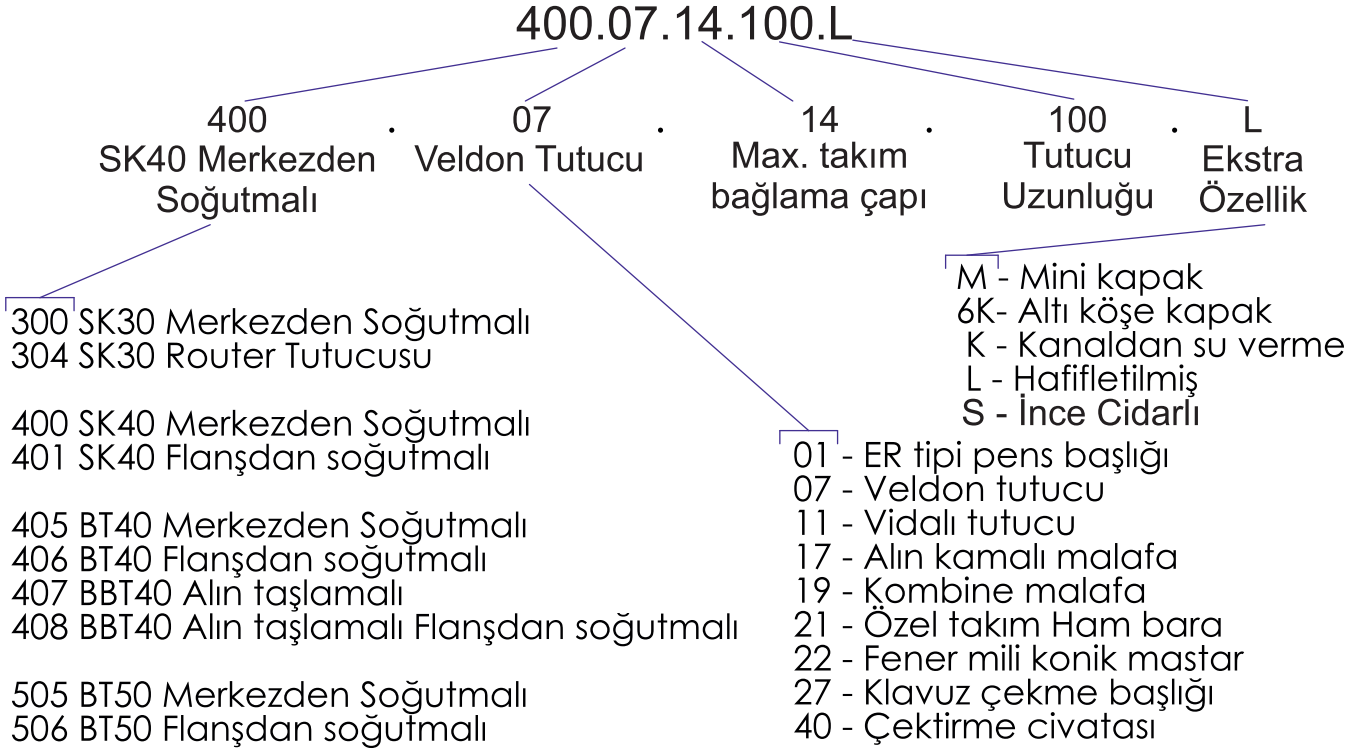 400.07.14.100.L
400 . 07 . 14 . 100 . L
SK40 Merkezden
Soğutmalı
Veldon Tutucu
Max. takım
bağlama çapı
Tutucu
Uzunluğu
Ekstra
Özellik
300 SK30 Merkezden Soğutmalı
304 SK30 Router Tutucusu
400 SK40 Merkezden Soğutmalı
401 SK40 Flanşdan soğutmalı
405 BT40 Merkezden Soğutmalı
406 BT40 Flanşdan soğutmalı
407 BBT40 Alın taşlamalı
408 BBT40 Alın taşlamalı Flanşdan soğutmalı
505 BT50 Merkezden Soğutmalı
506 BT50 Flanşdan soğutmalı
M - Mini kapak
6K- Altı köşe kapak
K - Kanaldan su verme
L - Hafifletilmiş
S - İnce Cidarlı
01 - ER tipi pens başlığı
07 - Veldon tutucu
11 - Vidalı tutucu
17 - Alın kamalı malafa
19 - Kombine malafa
21 - Özel takım Ham bara
22 - Fener mili konik mastar
27 - Klavuz çekme başlığı
40 - Çektirme civatası